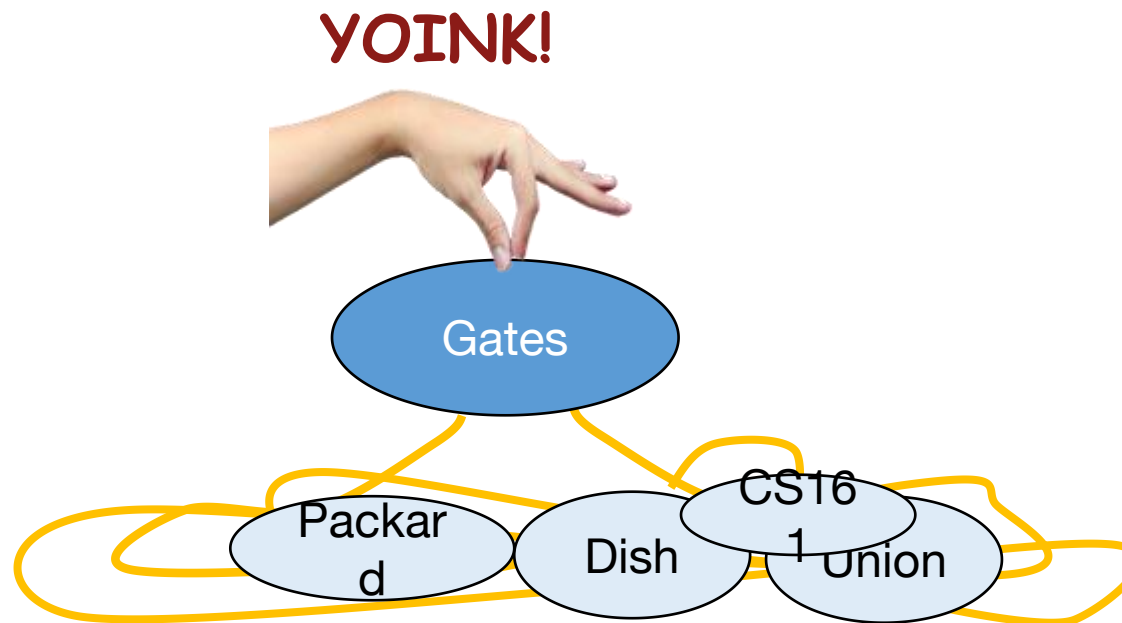 YOINK!
Gates
CS16
1
Packar
d
Dish
Union